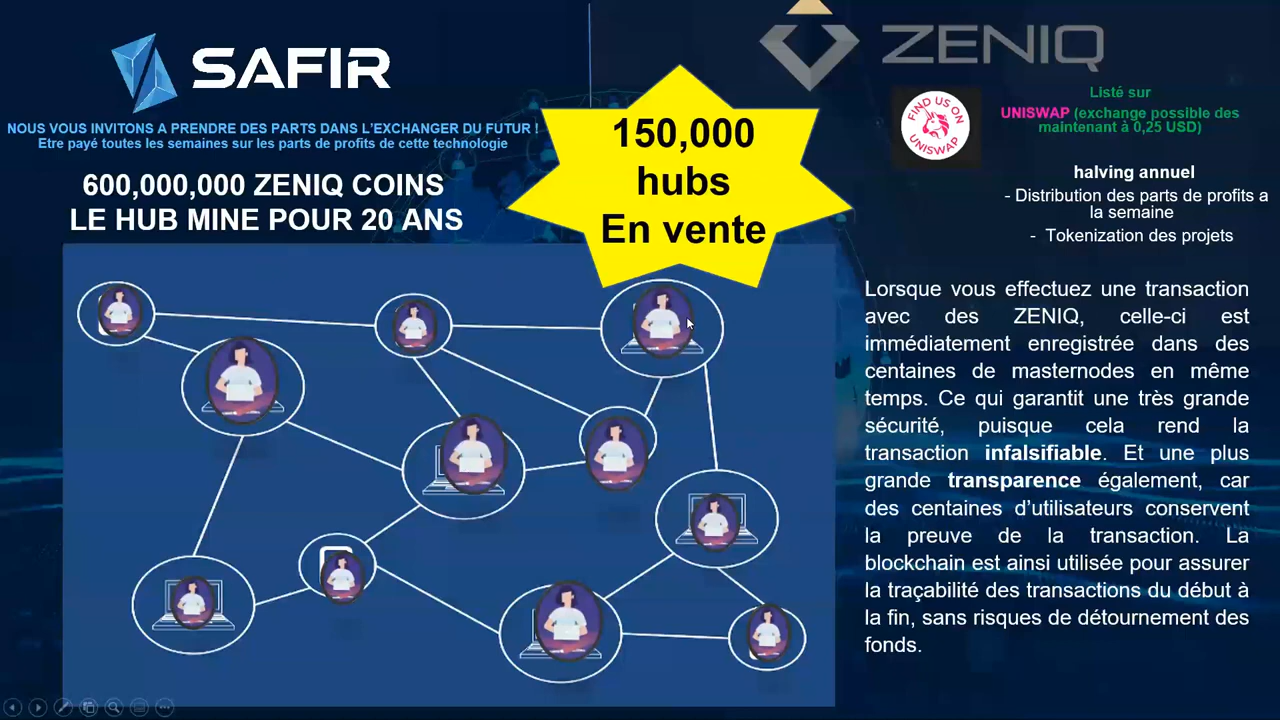 SAFIR
NOUS VOUS INVITONS A PRENDRE DES PARTS DANS L'EXCHANGER DU FUTUR !
Etre payé toutes les semaines sur les parts de profits de cette technologie
600,000,000 ZENIQ COINS
LE HUB MINE POUR 20 ANS
150,000
hubs
En vente
ZENIQ
FIND US ON
UNISWAP
Listé sur
UNISWAP (exchange possible des
maintenant à 0,25 USD)
halving annuel
- Distribution des parts de profits a
la semaine
- Tokenization des projets
Lorsque vous effectuez une transaction
avec des ZENIQ, celle-ci est
immédiatement enregistrée dans des
centaines de masternodes en même
temps. Ce qui garantit une très grande
sécurité, puisque cela rend la
transaction infalsifiable. Et une plus
grande transparence également, car
des centaines d'utilisateurs conservent
la preuve de la transaction. La
blockchain est ainsi utilisée pour assurer
la traçabilité des transactions du début à
la fin, sans risques de détournement des
fonds.